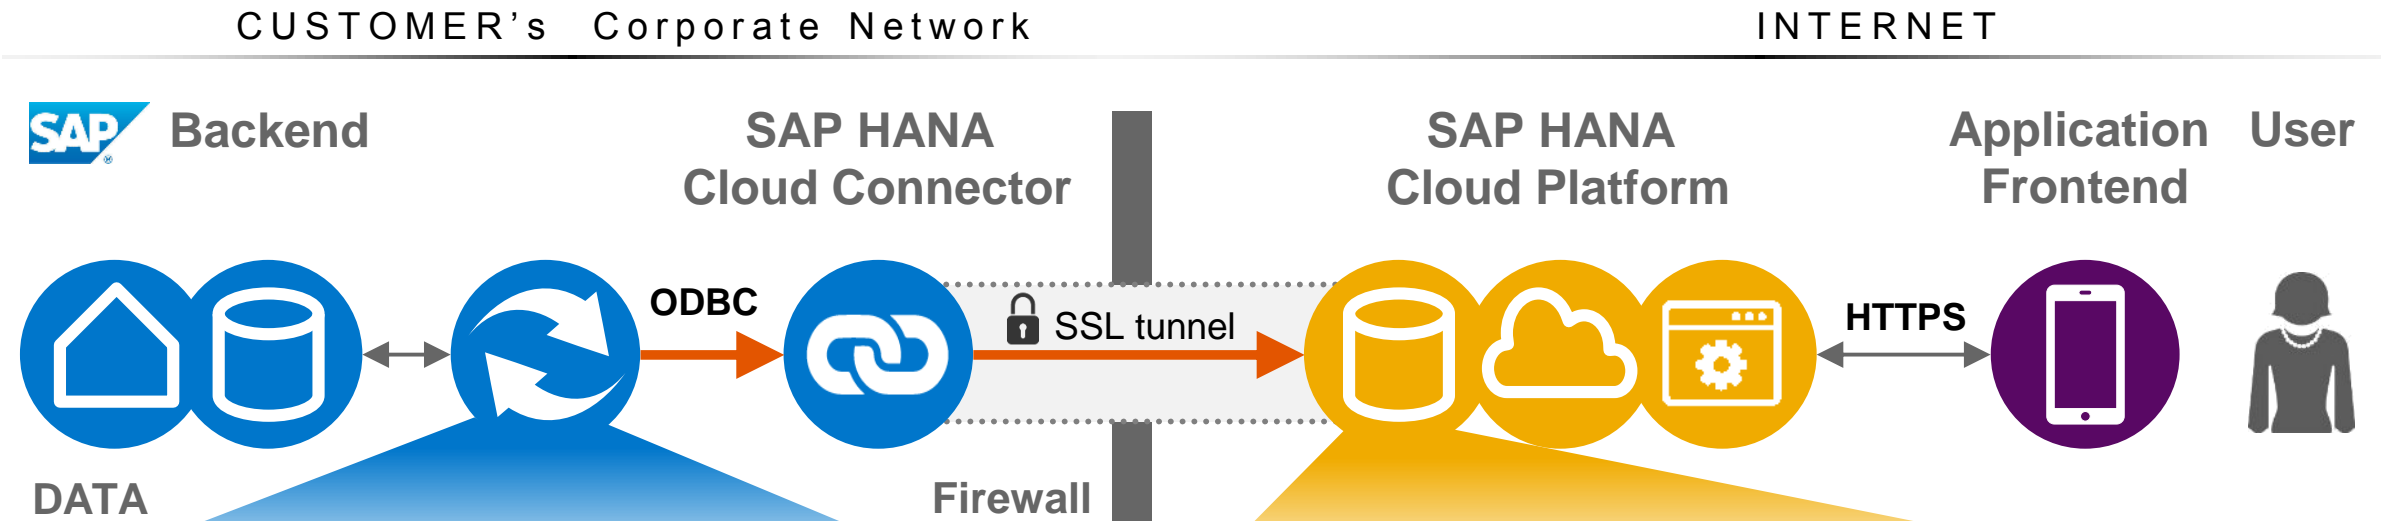 CUSTOMER’s Corporate Network
INTERNET
SAP
®
Backend
SAP HANA
Cloud Connector
SAP HANA
Cloud Platform
Application
Frontend
User
ODBC
SSL tunnel
HTTPS
DATA
Firewall